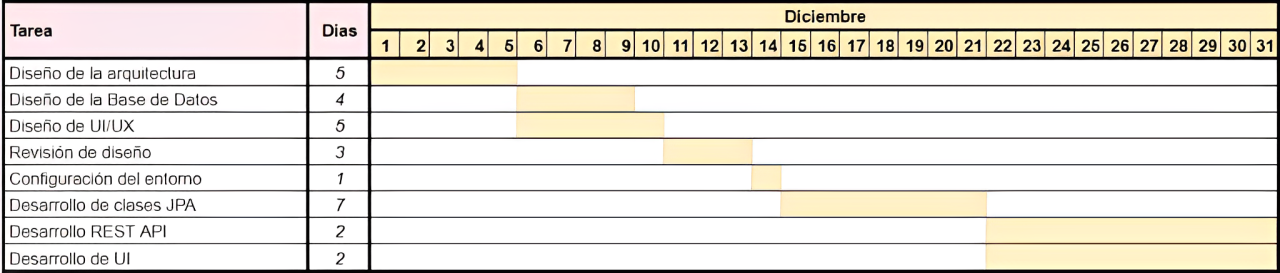 Tarea Dias Diciembre
1 2 3 4 5 6 7 8 9 10 11 12 13 14 15 16 17 18 19 20 21 22 23 24 25 26 27 28 29 30 31
Diseño de la arquitectura 5
Diseño de la Base de Datos 4
Diseño de UI/UX 5
Revisión de diseño 3
Configuración del entorno 1
Desarrollo de clases JPA 7
Desarrollo REST API 2
Desarrollo de UI 2